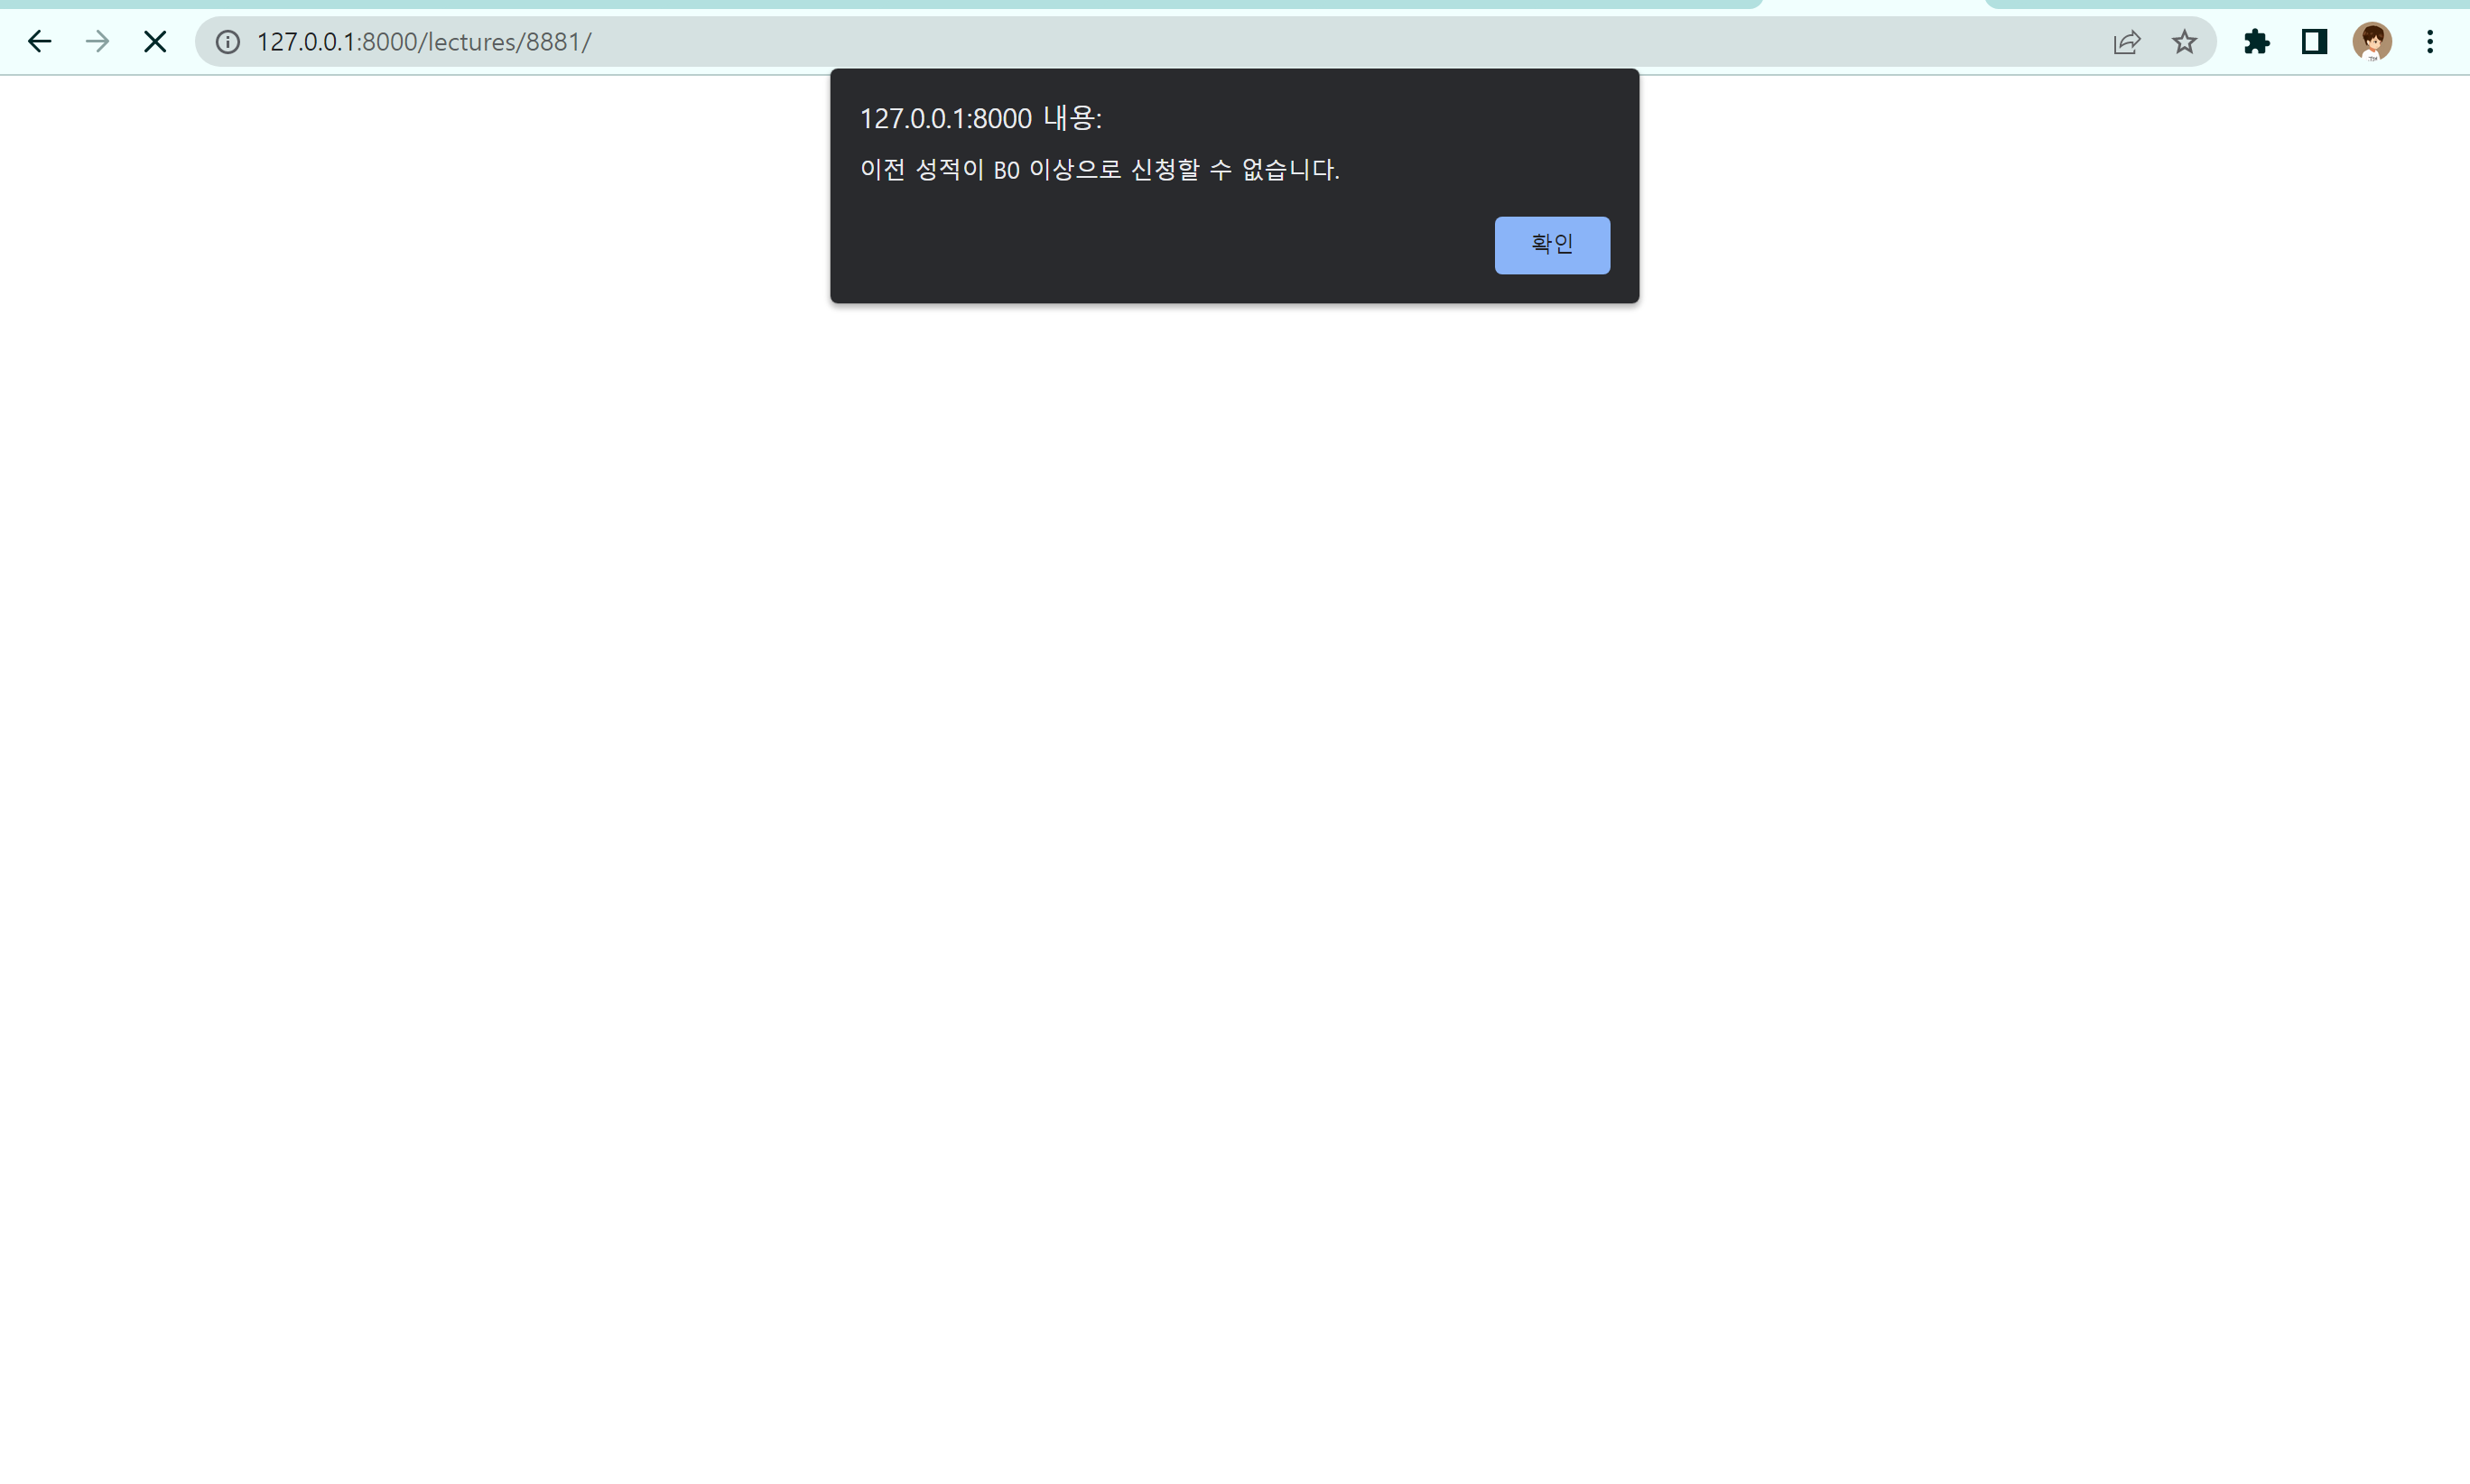 127.0.0.1:8000/lectures/8881/
127.0.0.1:8000 내용:
이전 성적이 B0 이상으로 신청할 수 없습니다.
확인